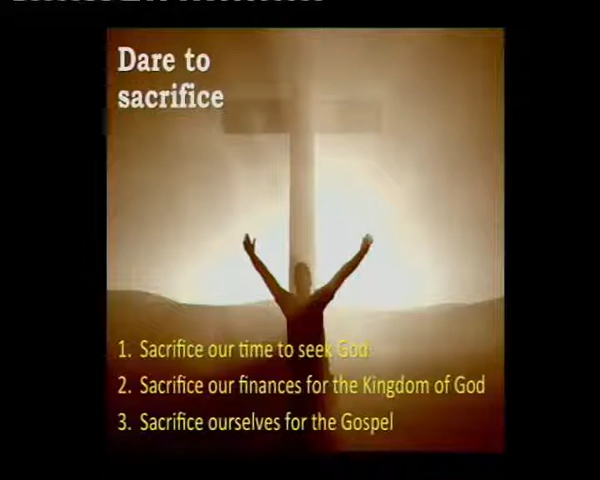 Dare to
sacrifice
1. Sacrifice our time to seek God
2. Sacrifice our finances for the Kingdom of God
3. Sacrifice ourselves for the Gospel